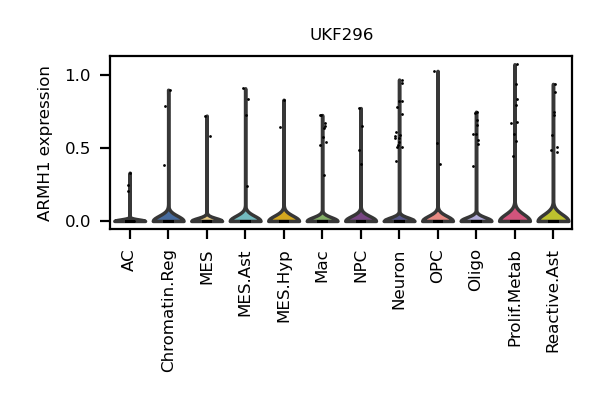 UKF296
ARMH1 expression
1.0
0.5
0.0
AC
Chromatin.Reg
MES
MES.Ast
MES.Hyp
Mac
NPC
Neuron
OPC
Oligo
Prolif.Metab
Reactive.Ast